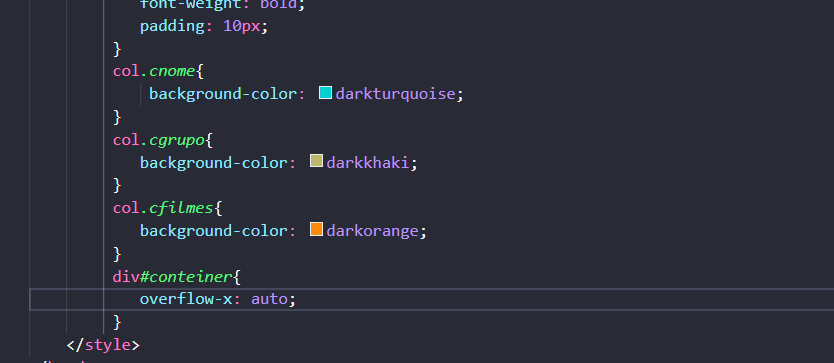 font-weight: bold;
padding: 10px;
}
col.cnome{
background-color: darkturquoise;
}
col.cgrupo{
background-color: darkkhaki;
}
col.cfilmes{
background-color: darkorange;
}
div#conteiner{
overflow-x: auto;
}
</style>